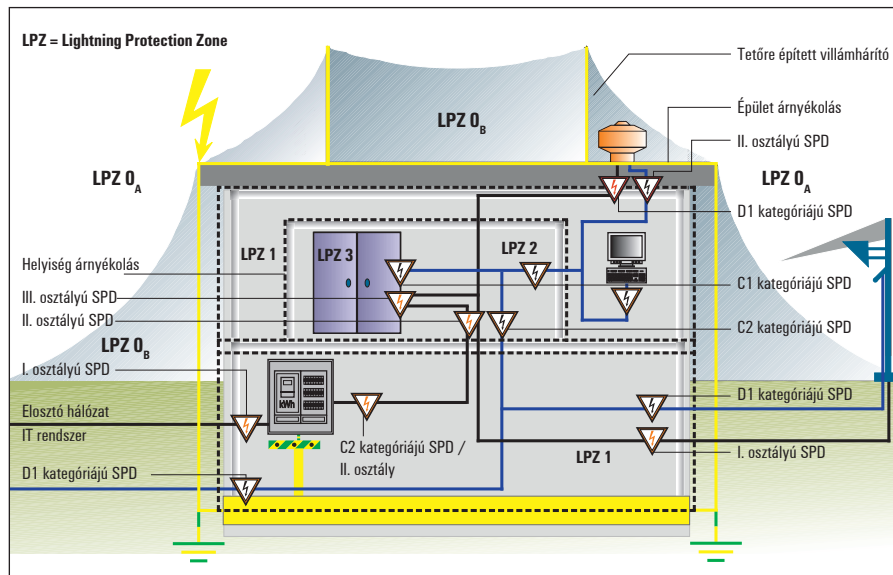 LPZ = Lightning Protection Zone
Tetőre épített villámhárító
Épület árnyékolás
LPZ 0B
II. osztályú SPD
LPZ 0A
LPZ 0A
D1 kategóriájú SPD
LPZ 1
LPZ 3
LPZ 2
Helyiség árnyékolás
C1 kategóriájú SPD
III. osztályú SPD
II. osztályú SPD
C2 kategóriájú SPD
LPZ 0B
I. osztályú SPD
kWh
D1 kategóriájú SPD
Elosztó hálózat
IT rendszer
C2 kategóriájú SPD /
II. osztály
LPZ 1
I. osztályú SPD
D1 kategóriájú SPD